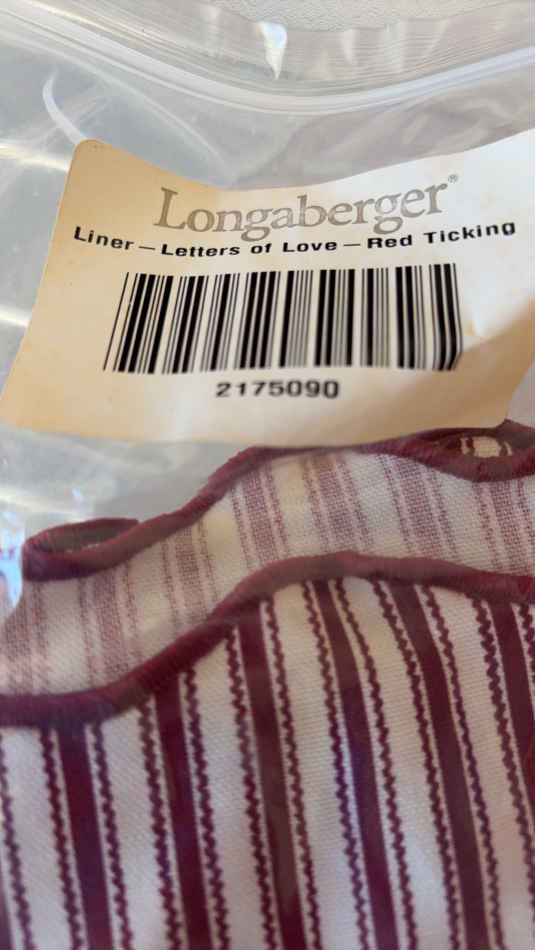 Longaberger®
Liner—Letters of Love—Red Ticking
2175090